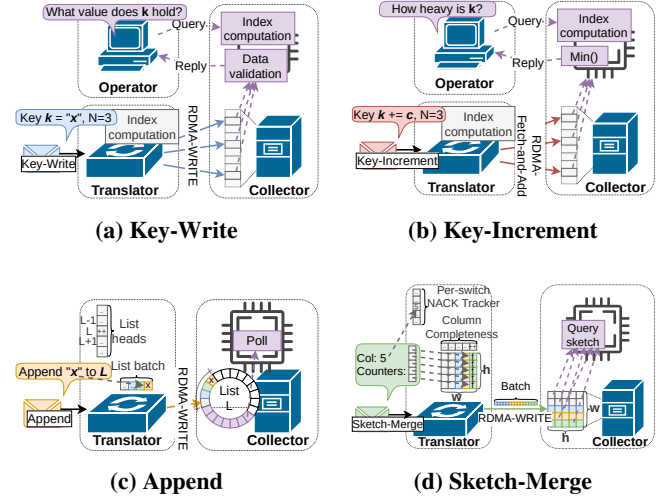 What value does k hold?
Query
Index
computation
Reply
Data
validation
Operator
Key k = "x", N=3
Index
computation
RDMA-WRITE
Key-Write
Translator
Collector
(a) Key-Write
How heavy is k?
Query
Index
computation
Reply
Min()
Operator
Key k += c, N=3
Index
computation
RDMA-
Fetch-and-Add
Key-Increment
Translator
Collector
(b) Key-Increment
L-1
L
L+1
++
List
heads
Append "x" to L
List batch
x
RDMA-WRITE
Poll
List
L
Append
Translator
Collector
(c) Append
Per-switch
NACK Tracker
Column
Completeness
Col: 5
Counters:
h
w
Batch
RDMA-WRITE
Query
sketch
w
h
Sketch-Merge
Translator
Collector
(d) Sketch-Merge